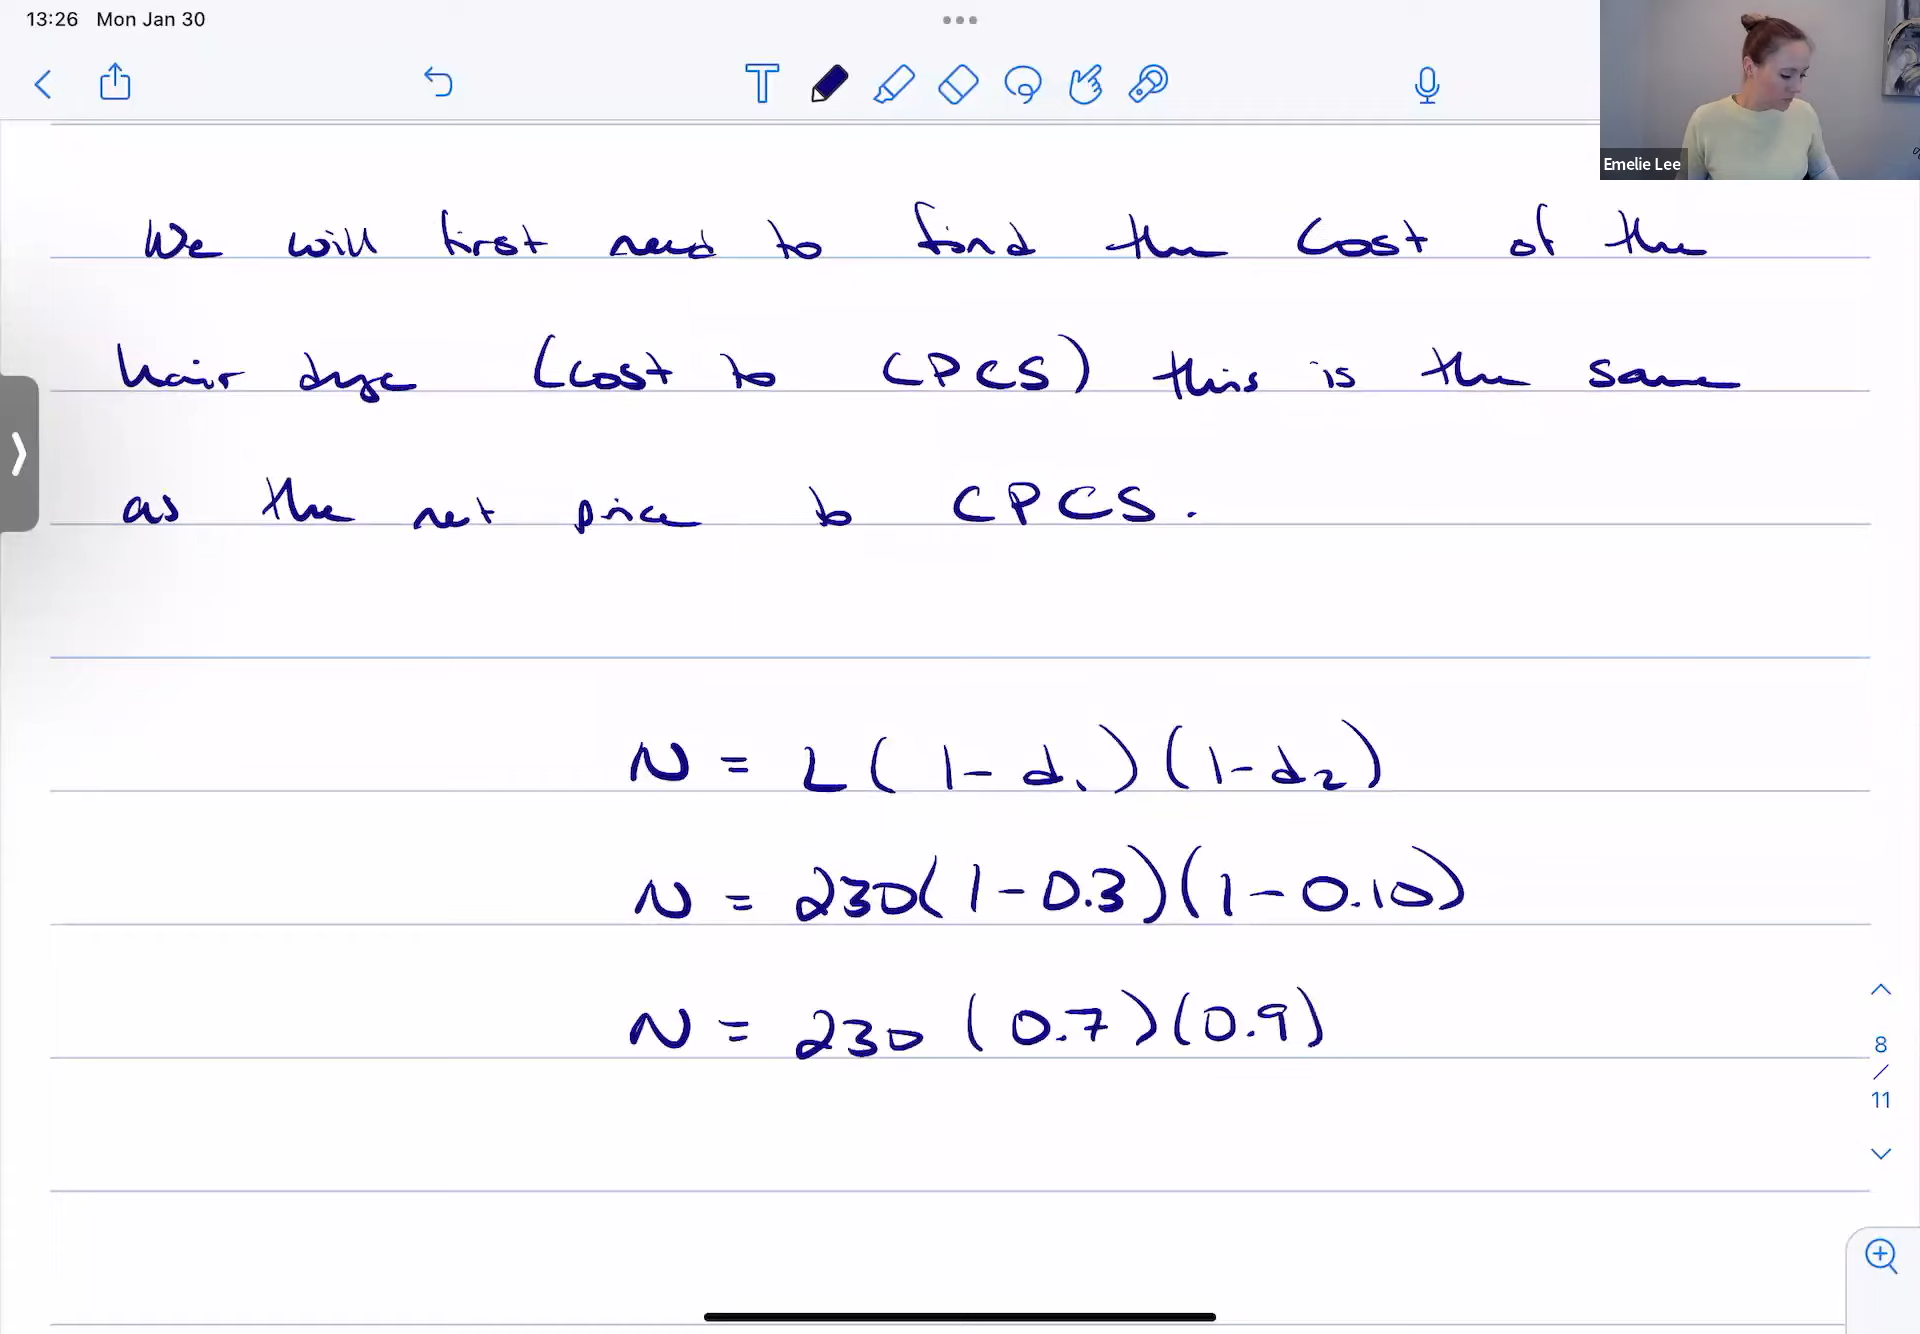 13:26 Mon Jan 30
Emelie Lee
We will first need to find the cost of the
hair dye (cost to CPCS) this is the same
as the net price to CPCS.
N = L(1-d₁)(1-d₂)
N = 230(1-0.3)(1-0.10)
N = 230(0.7)(0.9)
8
/
11